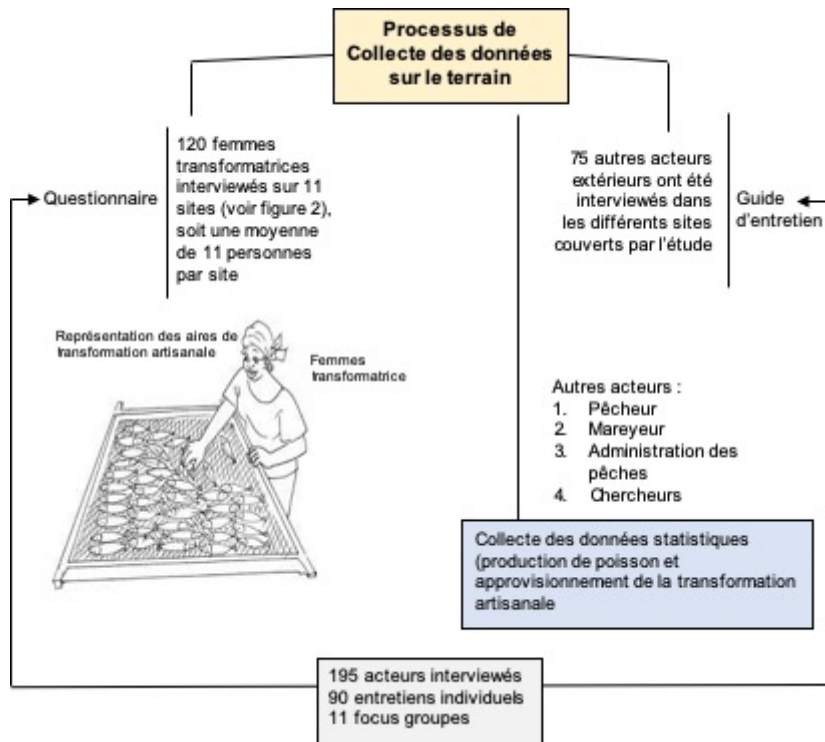 Processus de
Collecte des données
sur le terrain
Questionnaire
120 femmes
transformatrices
interviewés sur 11
sites (voir figure 2),
soit une moyenne
de 11 personnes
par site
75 autres acteurs
extérieurs ont été
interviewés dans
les différents sites
couverts par l'étude
Guide
d'entretien
Représentation des aires de
transformation artisanale
Femmes
transformatrice
Autres acteurs :
1. Pêcheur
2. Mareyeur
3. Administration des
pêches
4. Chercheurs
Collecte des données statistiques
(production de poisson et
approvisionnement de la transformation
artisanale
195 acteurs interviewés
90 entretiens individuels
11 focus groupes